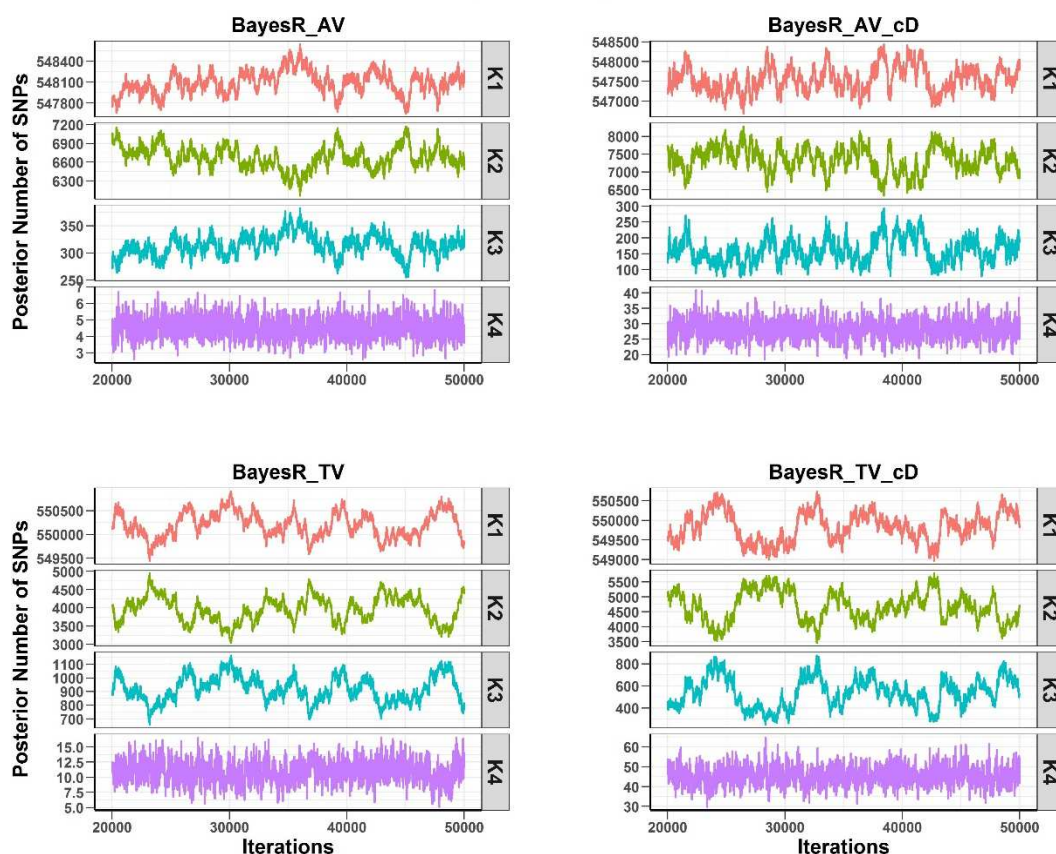 BayesR_AV
BayesR_AV_cD
Posterior Number of SNPs
548400
548100
547800
K1
7200
6900
6600
6300
K2
350
300
250
K3
7
6
5
4
3
K4
20000 30000 40000 50000
548500
548000
547500
547000
K1
8000
7500
7000
6500
K2
300
250
200
150
100
K3
40
35
30
25
20
K4
20000 30000 40000 50000
BayesR_TV
BayesR_TV_cD
Posterior Number of SNPs
550500
550000
549500
K1
5000
4500
4000
3500
3000
K2
1100
1000
900
800
700
K3
15.0
12.5
10.0
7.5
5.0
K4
20000 30000 40000 50000
Iterations
550500
550000
549500
549000
K1
5500
5000
4500
4000
3500
K2
800
600
400
K3
60
50
40
30
K4
20000 30000 40000 50000
Iterations